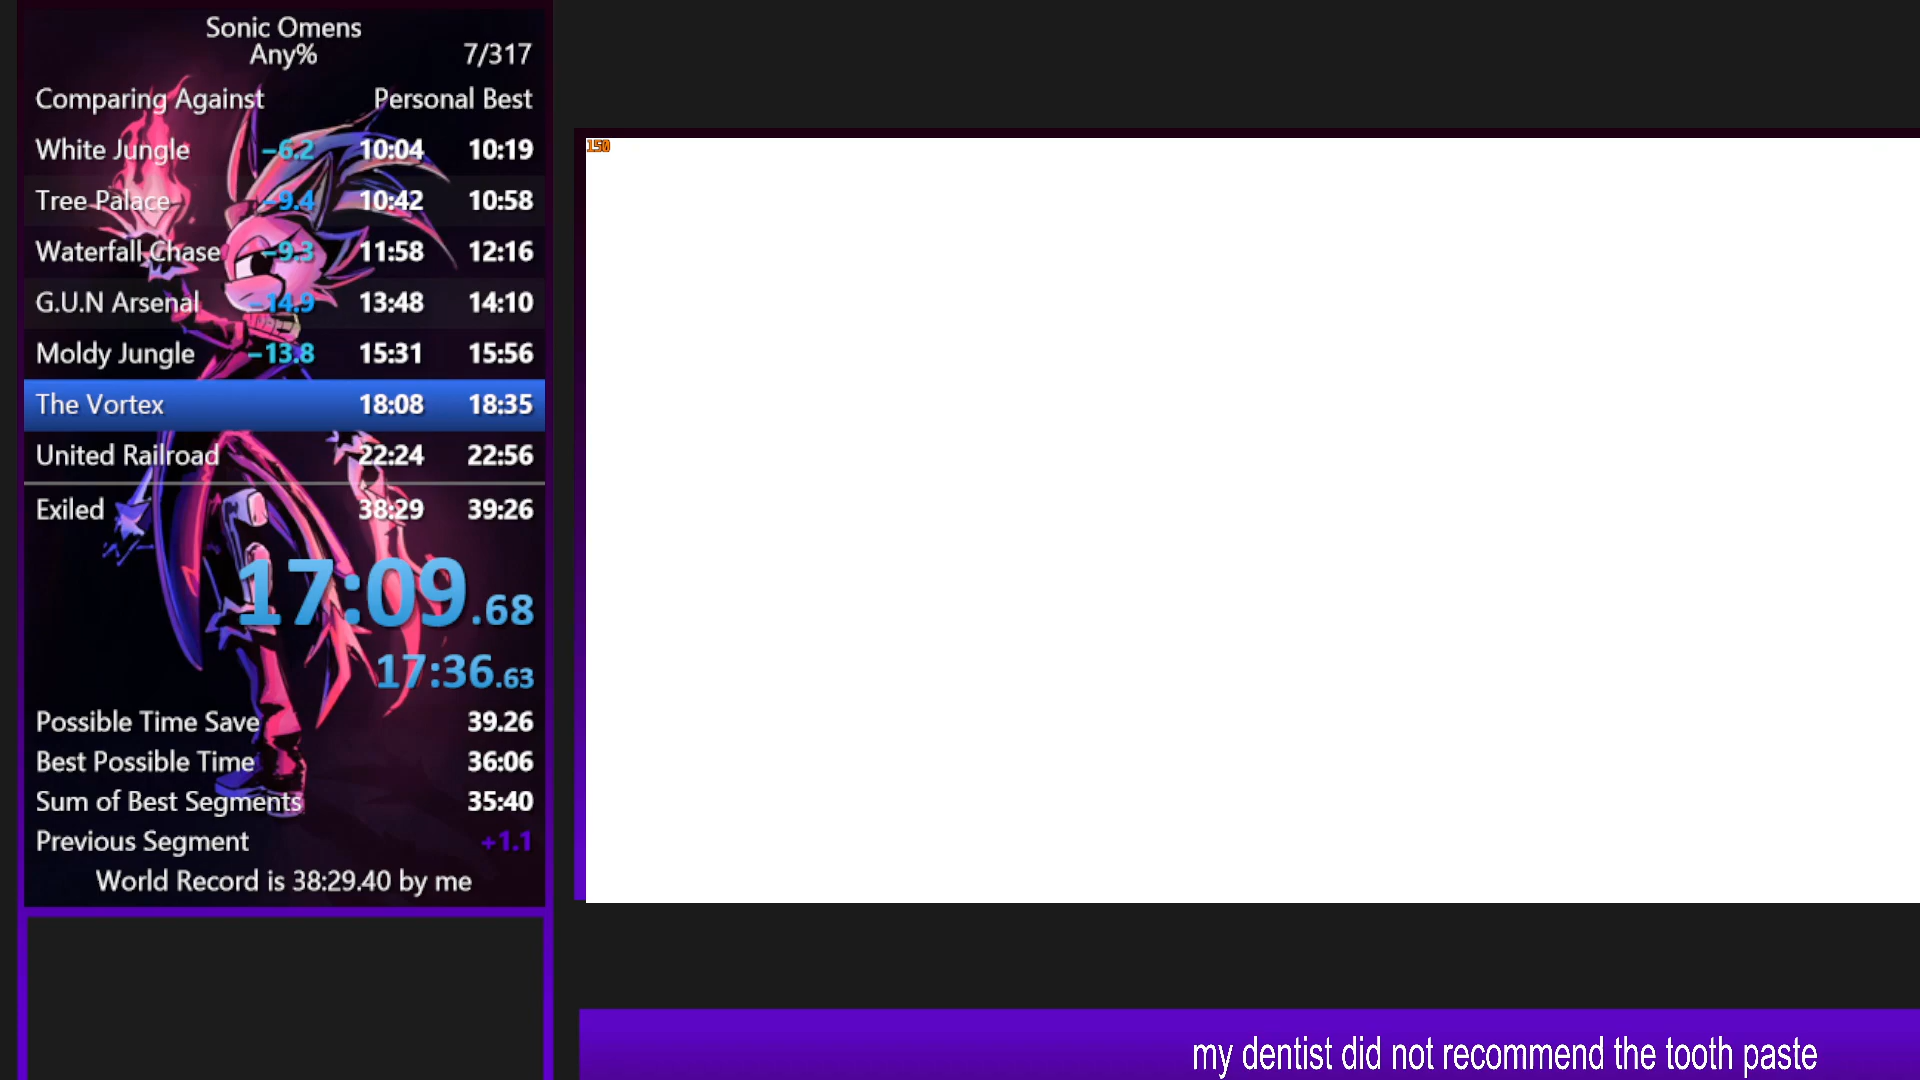 Sonic Omens
Any% 7/317
Comparing Against Personal Best
White Jungle −6.2 10:04 10:19
Tree Palace −9.4 10:42 10:58
Waterfall Chase −9.3 11:58 12:16
G.U.N Arsenal −14.9 13:48 14:10
Moldy Jungle −13.8 15:31 15:56
The Vortex 18:08 18:35
United Railroad 22:24 22:56
Exiled 38:29 39:26
17:09.68
17:36.63
Possible Time Save 39.26
Best Possible Time 36:06
Sum of Best Segments 35:40
Previous Segment +1.1
World Record is 38:29.40 by me
150
my dentist did not recommend the tooth paste